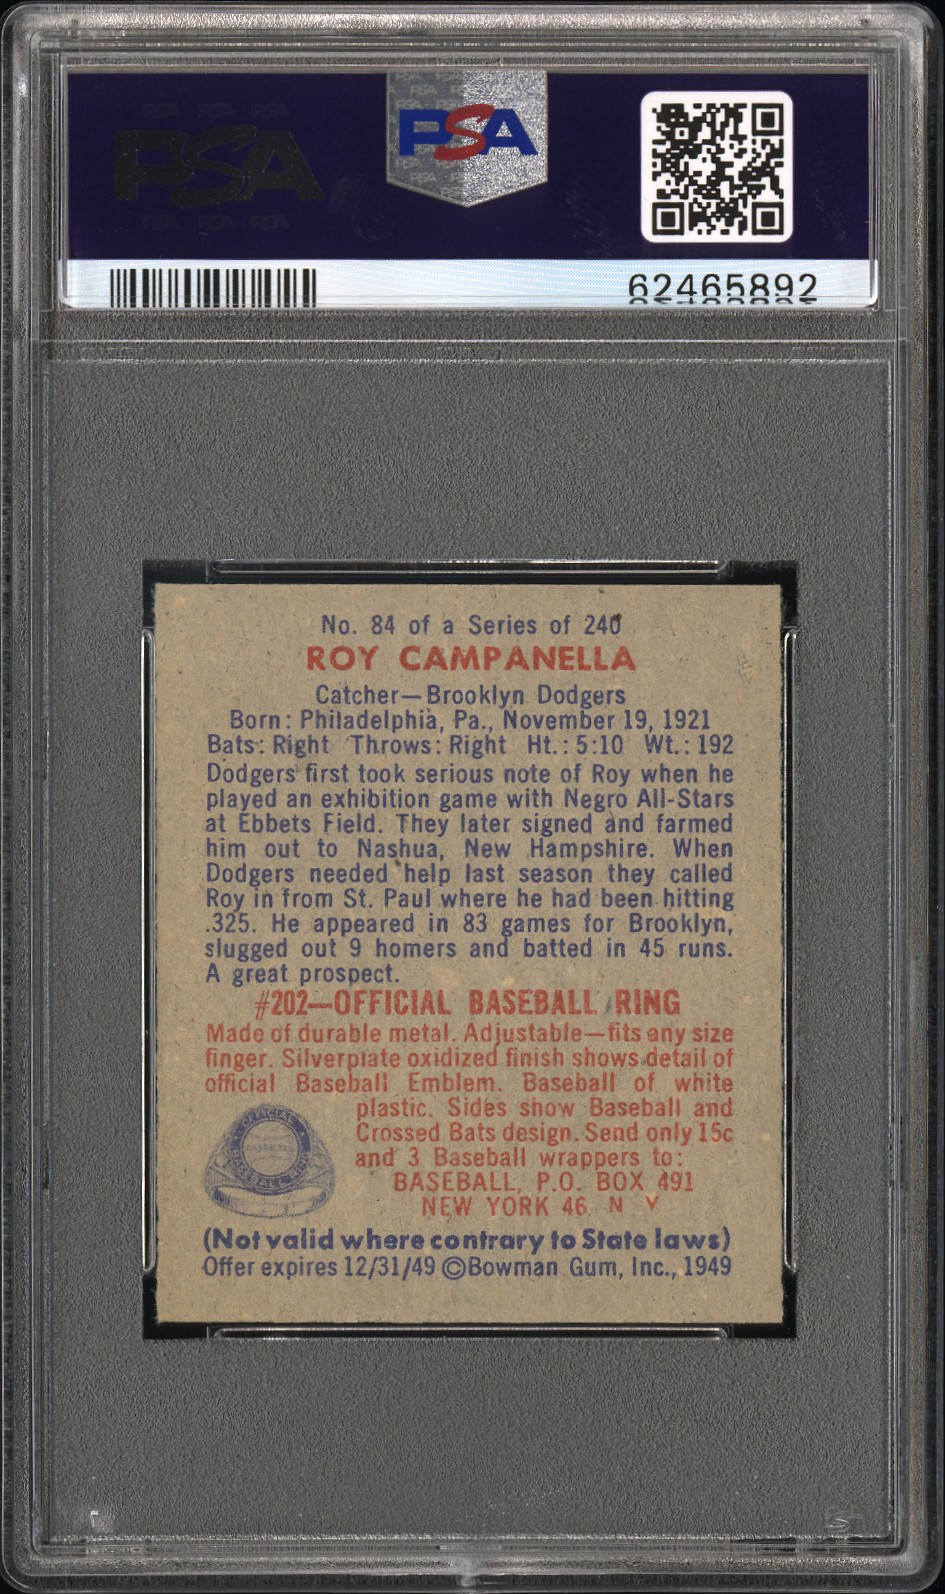 PSA
PSA
62465892
No. 84 of a Series of 240
ROY CAMPANELLA
Catcher—Brooklyn Dodgers
Born: Philadelphia, Pa., November 19, 1921
Bats: Right Throws: Right Ht.: 5:10 Wt.: 192
Dodgers first took serious note of Roy when he
played an exhibition game with Negro All-Stars
at Ebbets Field. They later signed and farmed
him out to Nashua, New Hampshire. When
Dodgers needed help last season they called
Roy in from St. Paul where he had been hitting
.325. He appeared in 83 games for Brooklyn,
slugged out 9 homers and batted in 45 runs.
A great prospect.
#202—OFFICIAL BASEBALL RING
Made of durable metal. Adjustable—fits any size
finger. Silverplate oxidized finish shows detail of
official Baseball Emblem. Baseball of white
plastic. Sides show Baseball and
Crossed Bats design. Send only 15c
and 3 Baseball wrappers to:
BASEBALL, P.O. BOX 491
NEW YORK 46 N Y
OFFICIAL
BASEBALL RING
(Not valid where contrary to State laws)
Offer expires 12/31/49 ©Bowman Gum, Inc., 1949